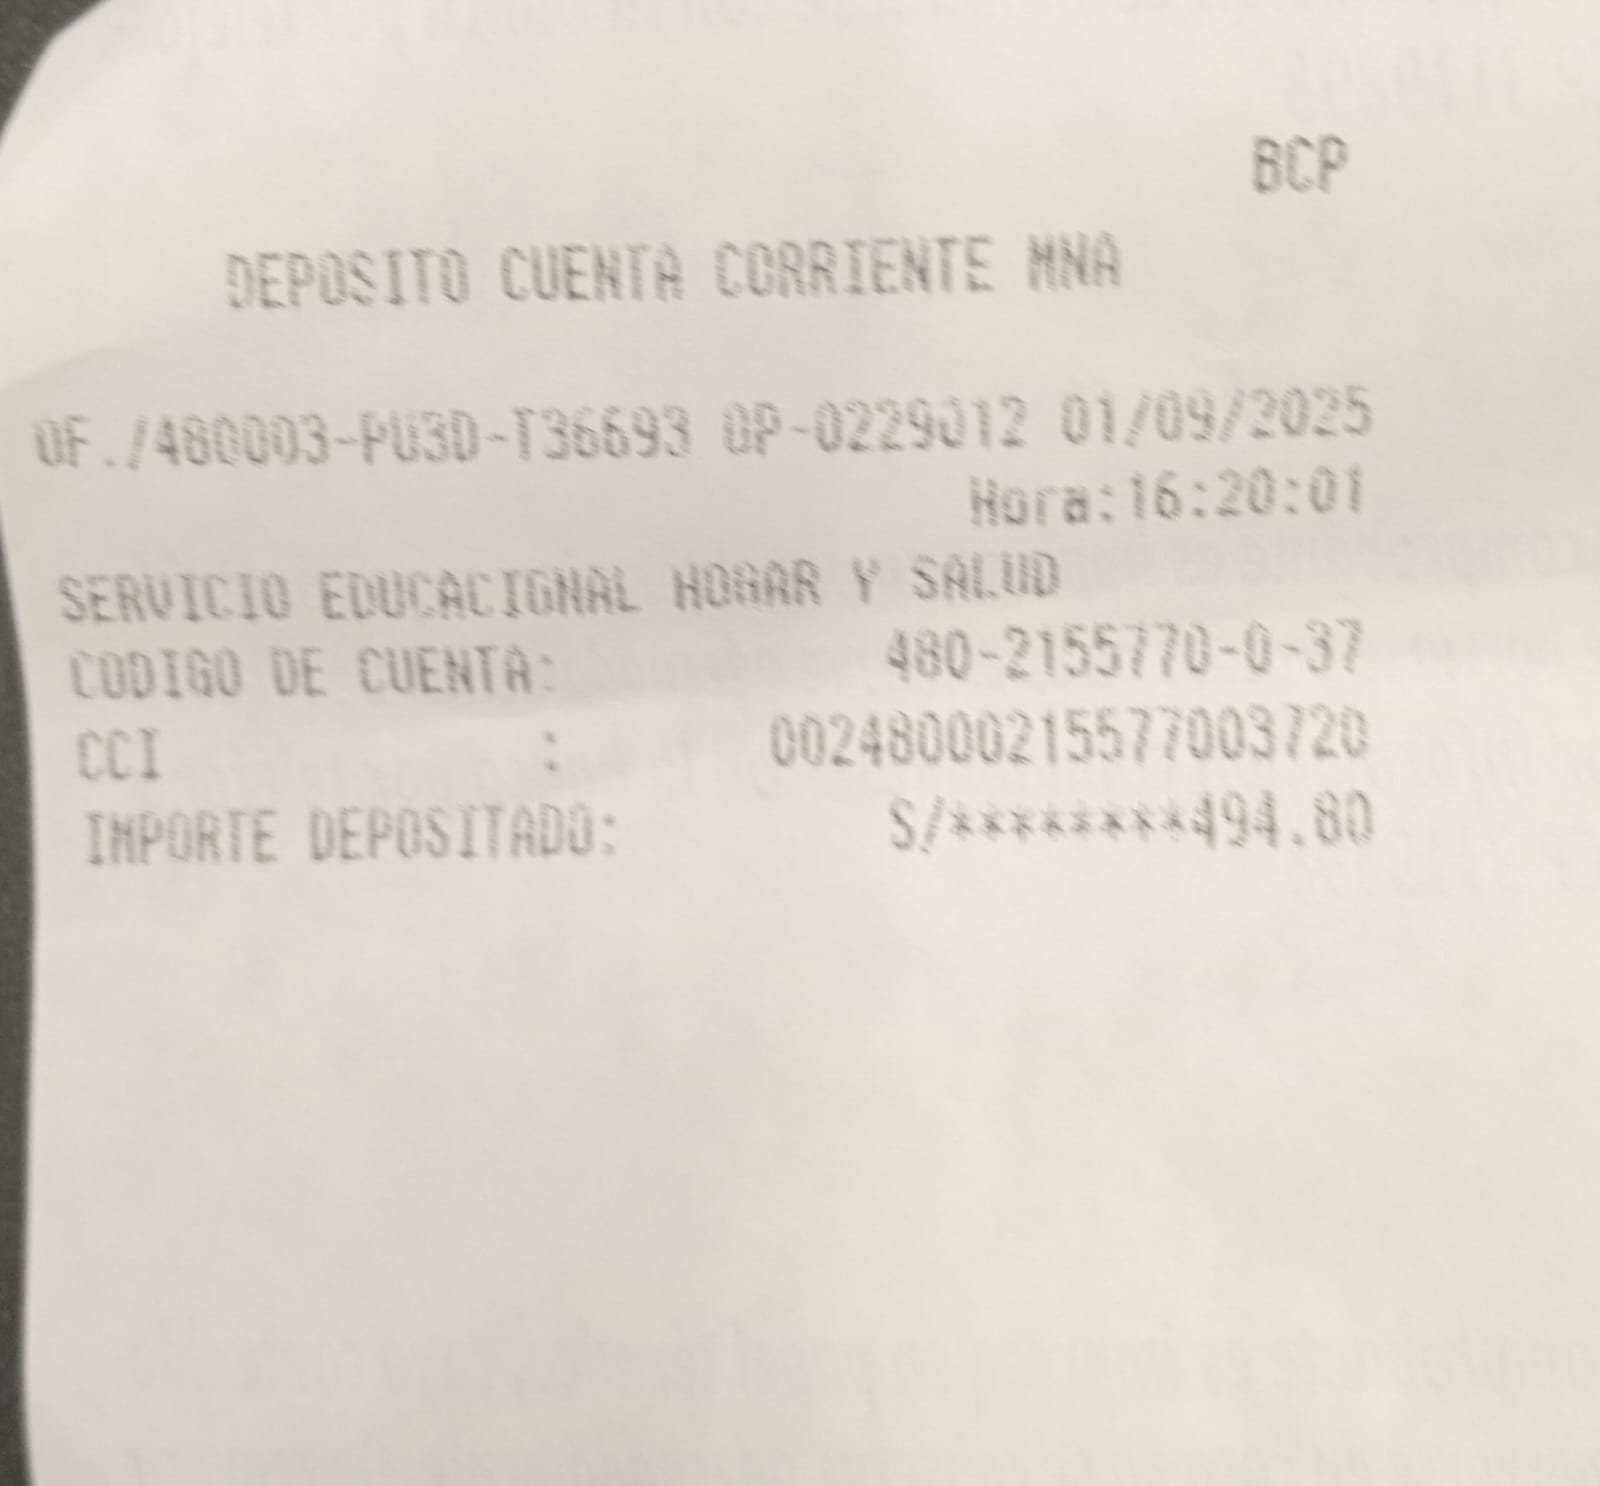 BCP
DEPOSITO CUENTA CORRIENTE MNA
OF./480003-PU3D-T36693 OP-0229012 01/09/2025
Hora:16:20:01
SERVICIO EDUCACIONAL HOGAR Y SALUD
CODIGO DE CUENTA: 480-2155770-0-37
CCI : 00248000215577003720
IMPORTE DEPOSITADO: S/********494.80